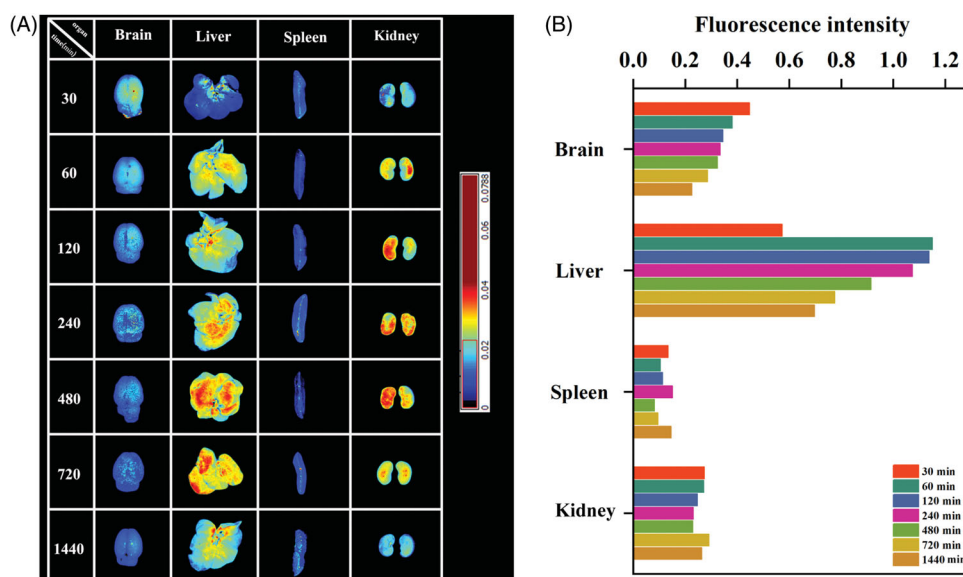 (A)
organ
time(min)
Brain Liver Spleen Kidney
30
60
120
240
480
720
1440
0.0788
0.06
0.04
0.02
0
(B)
Fluorescence intensity
0.0 0.2 0.4 0.6 0.8 1.0 1.2
Brain
Liver
Spleen
Kidney
30 min
60 min
120 min
240 min
480 min
720 min
1440 min